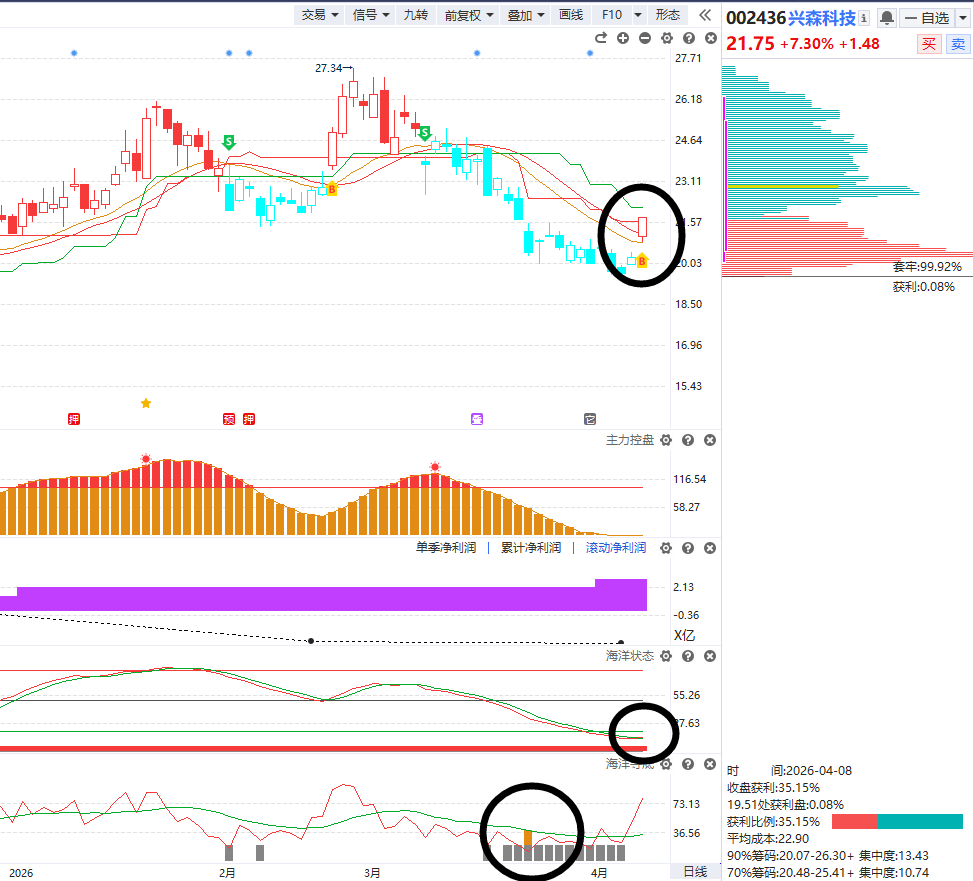 交易 信号 九转 前复权 叠加 画线 F10 形态
002436兴森科技 自选
21.75 +7.30% +1.48 买 卖
27.71
27.34
26.18
S
S
24.64
23.11
B
21.57
B
20.03
套牢:99.92%
获利:0.08%
18.50
16.96
15.43
押 预 押
主力控盘
116.54
58.27
单季净利润 | 累计净利润 | 滚动净利润
2.13
-0.36
X亿
海洋状态
55.26
27.63
海洋寻底
73.13
36.56
2026 2月 3月 4月 日线
时 间:2026-04-08
收盘获利:35.15%
19.51处获利盘:0.08%
获利比例:35.15%
平均成本:22.90
90%筹码:20.07-26.30+ 集中度:13.43
70%筹码:20.48-25.41+ 集中度:10.74